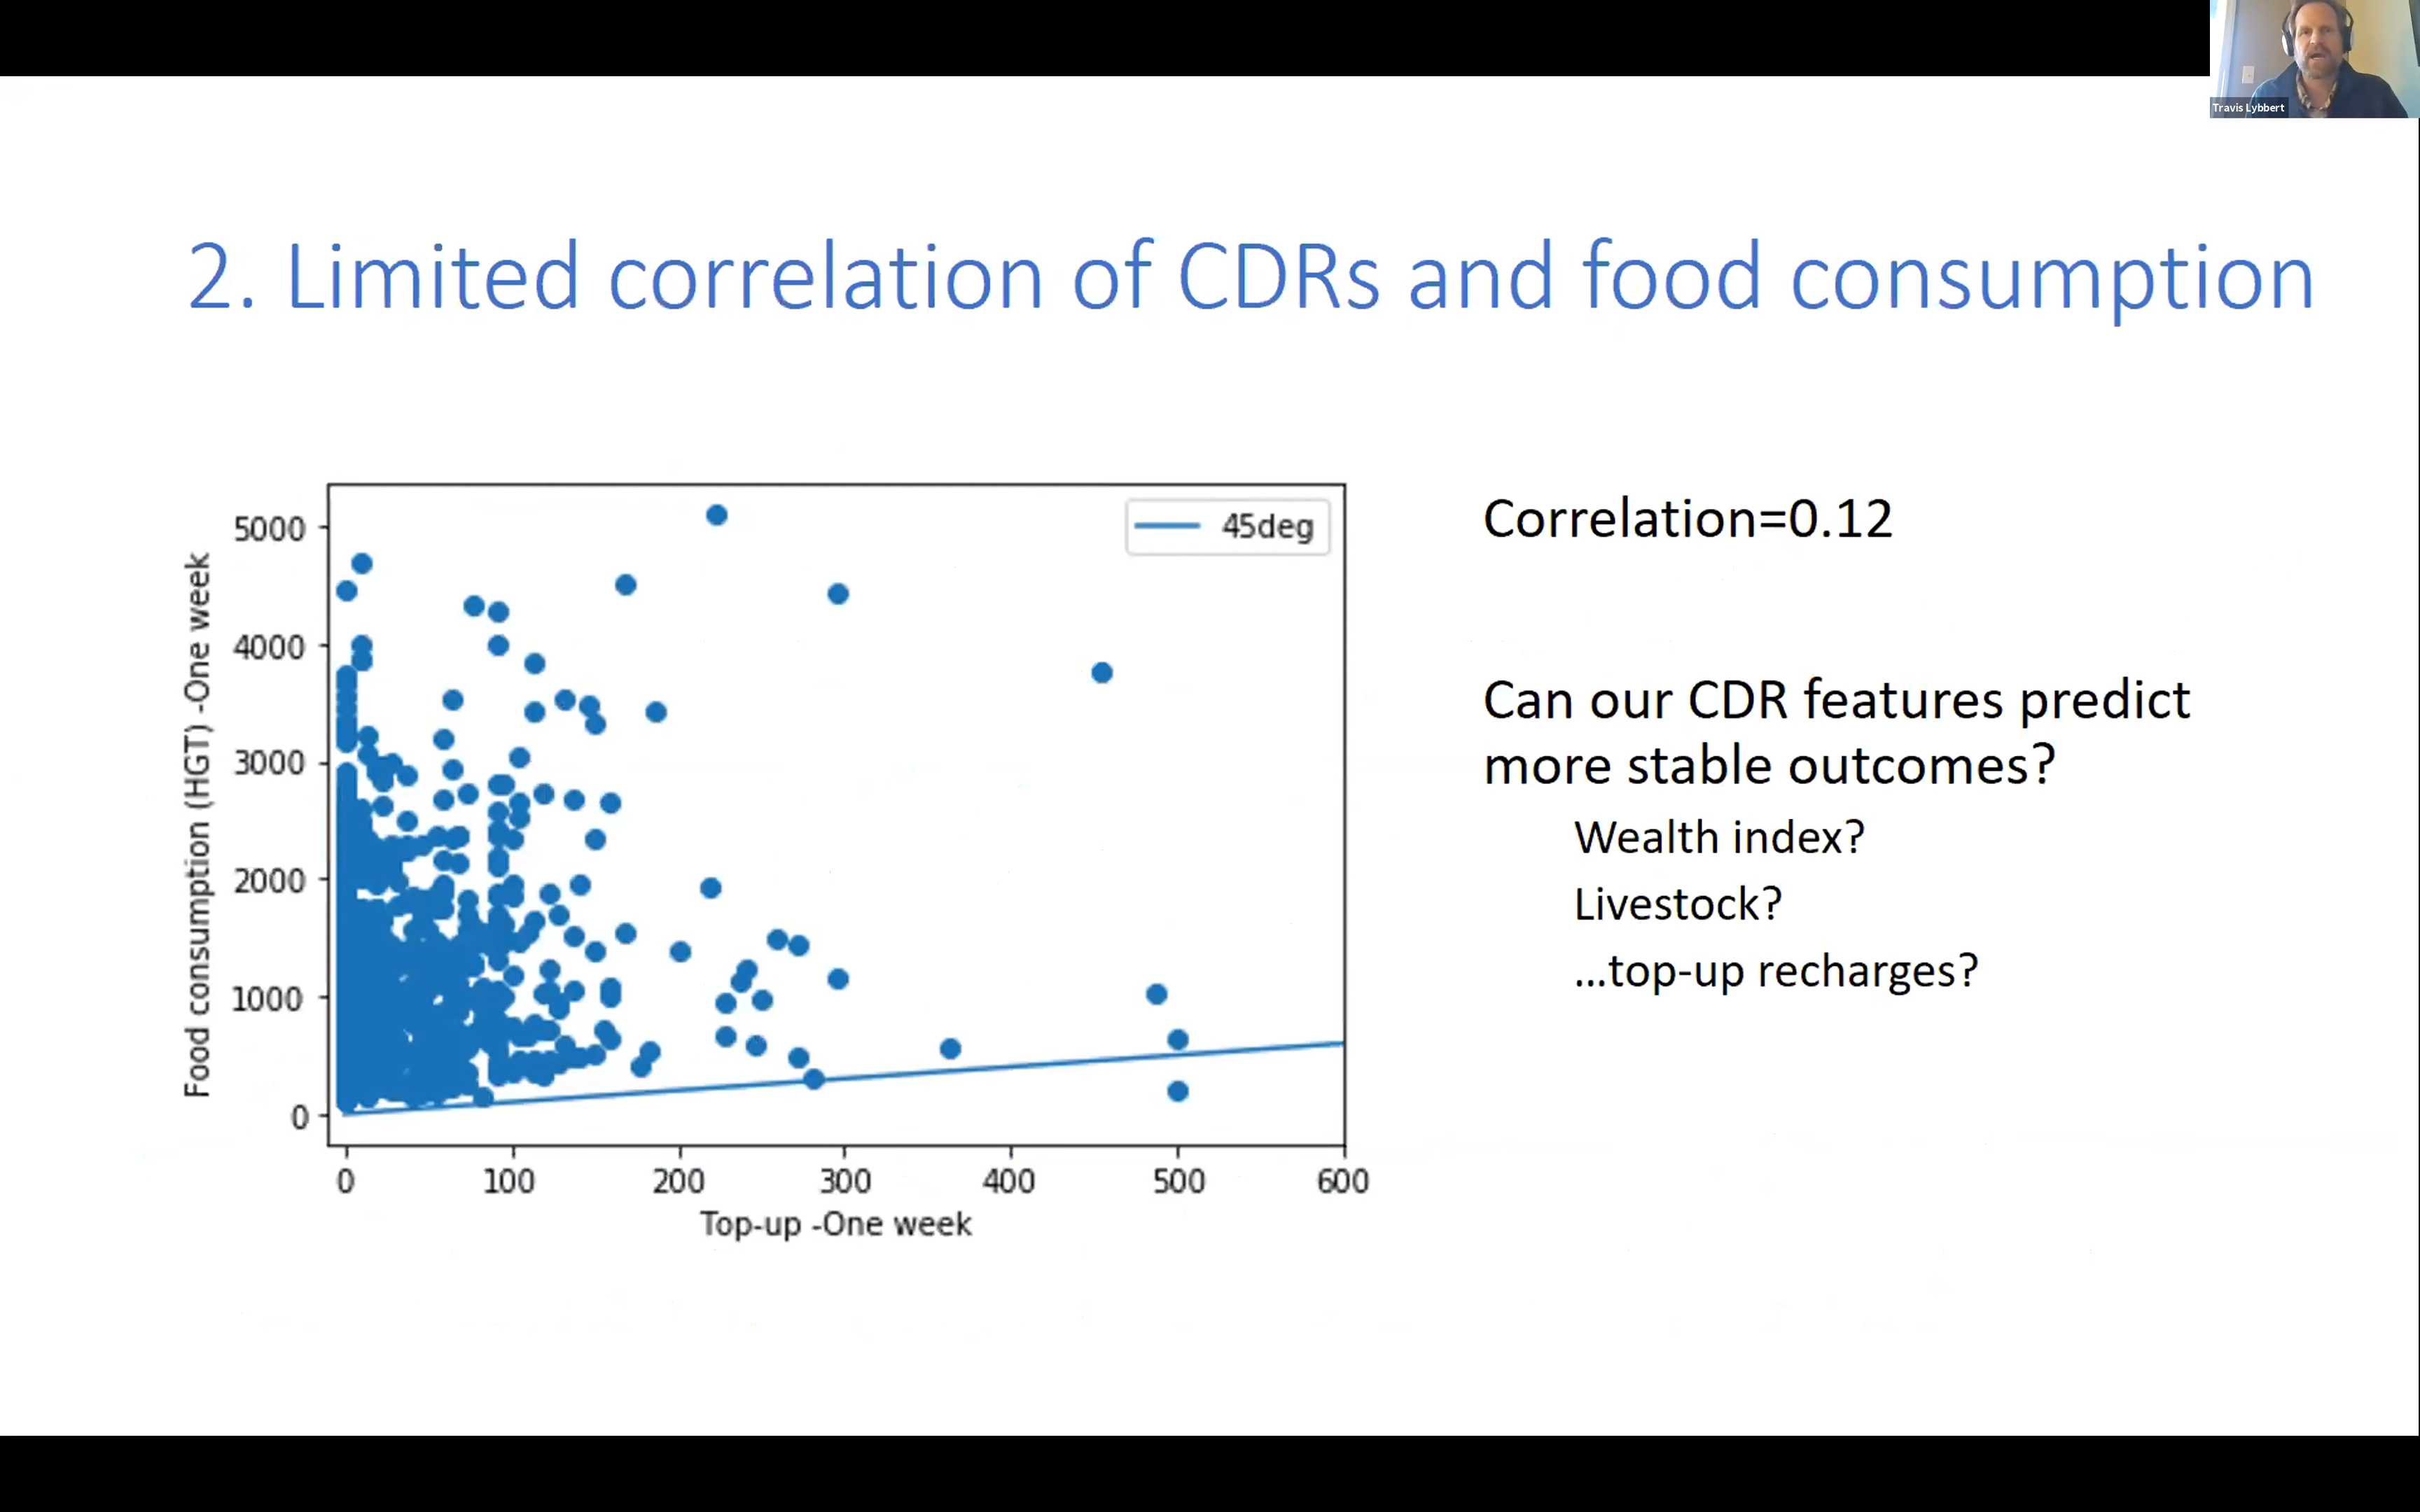 Travis Lybbert
2. Limited correlation of CDRs and food consumption
45deg
5000
4000
3000
2000
1000
0
Food consumption (HGT) -One week
0 100 200 300 400 500 600
Top-up -One week
Correlation=0.12
Can our CDR features predict
more stable outcomes?
Wealth index?
Livestock?
...top-up recharges?